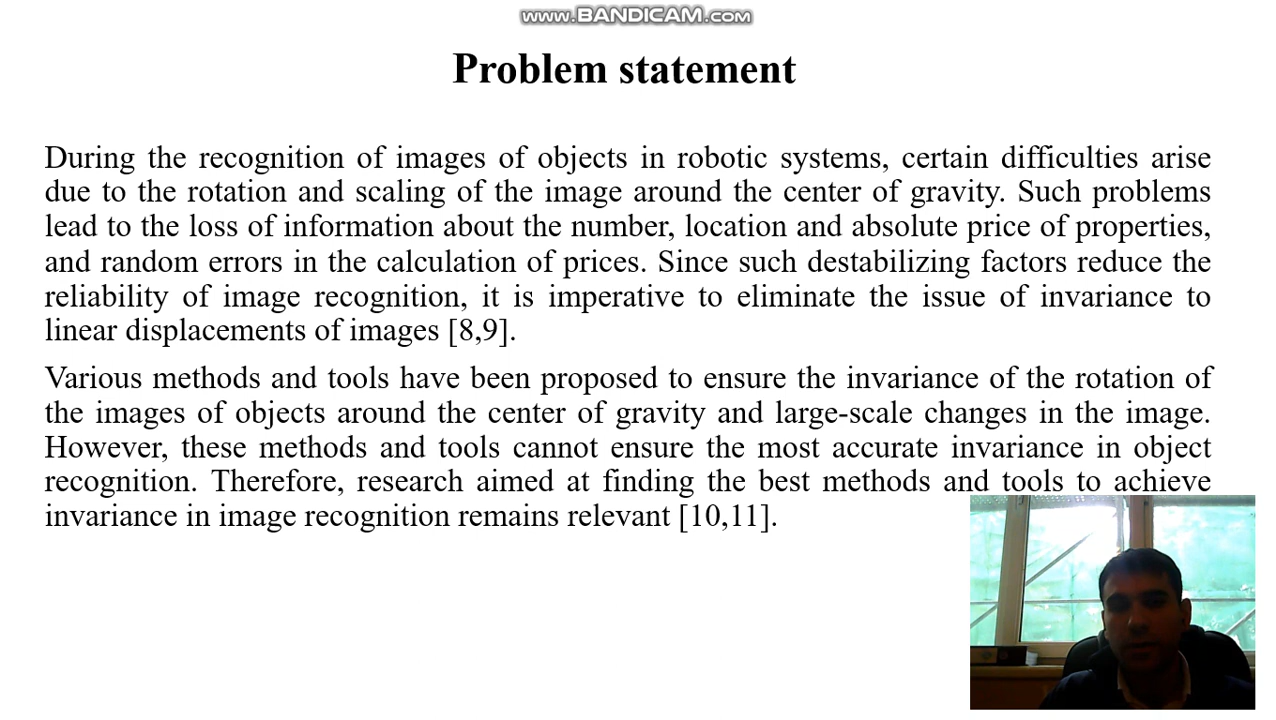 www.BANDICAM.com
Problem statement
During the recognition of images of objects in robotic systems, certain difficulties arise
due to the rotation and scaling of the image around the center of gravity. Such problems
lead to the loss of information about the number, location and absolute price of properties,
and random errors in the calculation of prices. Since such destabilizing factors reduce the
reliability of image recognition, it is imperative to eliminate the issue of invariance to
linear displacements of images [8,9].
Various methods and tools have been proposed to ensure the invariance of the rotation of
the images of objects around the center of gravity and large-scale changes in the image.
However, these methods and tools cannot ensure the most accurate invariance in object
recognition. Therefore, research aimed at finding the best methods and tools to achieve
invariance in image recognition remains relevant [10,11].